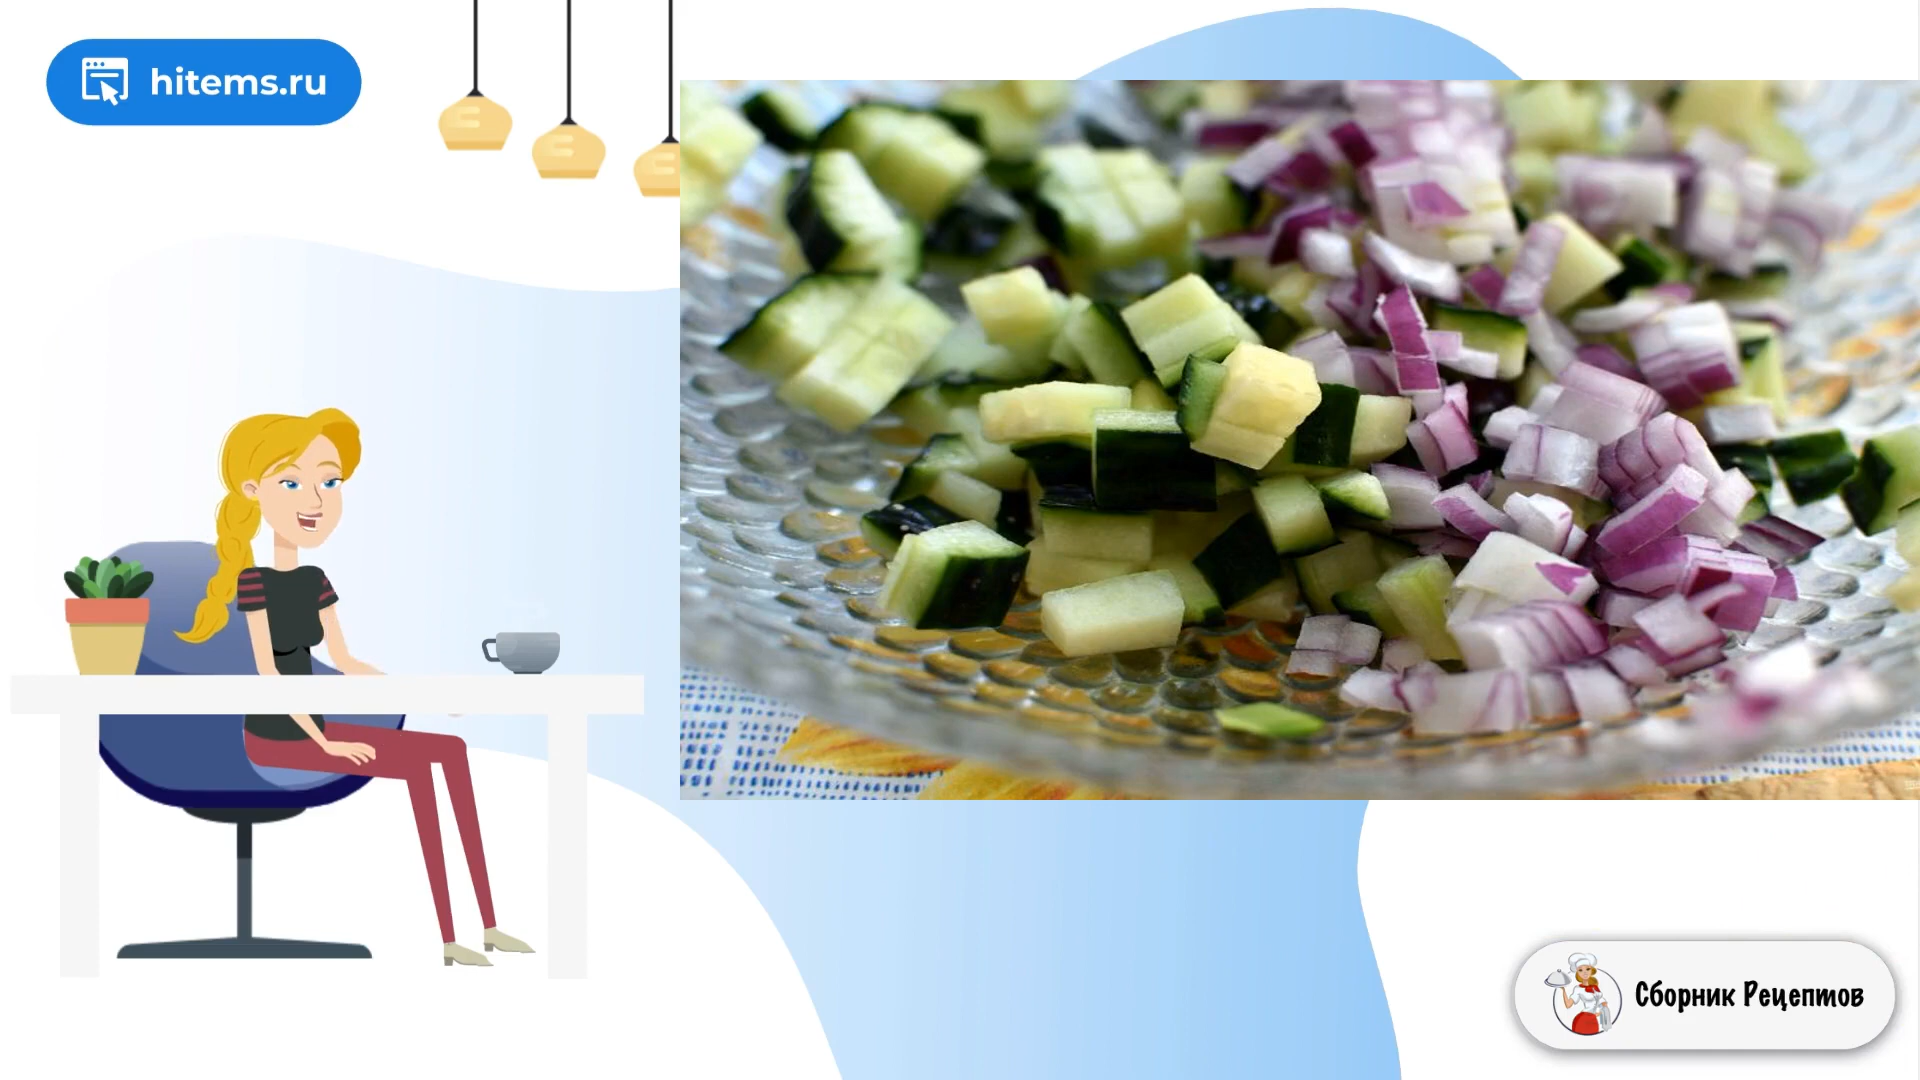 hitems.ru
Сборник Рецептов